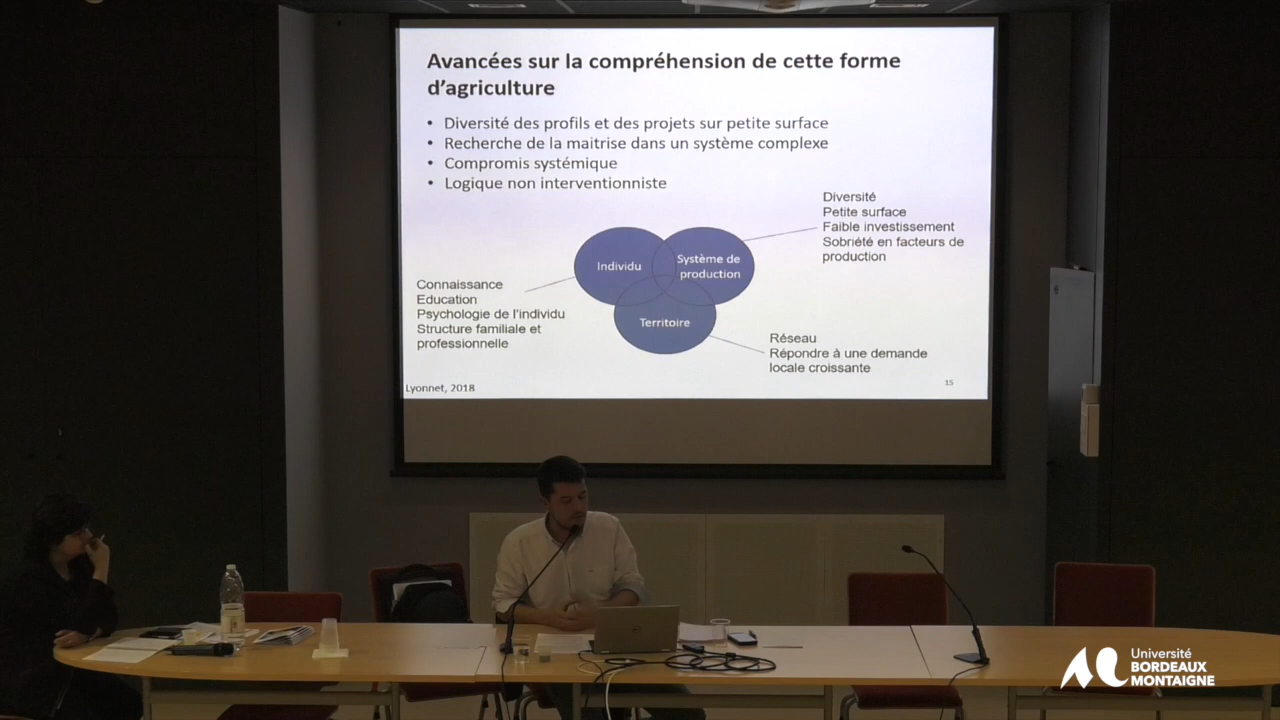 Avancées sur la compréhension de cette forme
d'agriculture
• Diversité des profils et des projets sur petite surface
• Recherche de la maitrise dans un système complexe
• Compromis systémique
• Logique non interventionniste
Diversité
Petite surface
Faible investissement
Sobriété en facteurs de
production
Individu
Système de
production
Territoire
Connaissance
Education
Psychologie de l'individu
Structure familiale et
professionnelle
Réseau
Répondre à une demande
locale croissante
Lyonnet, 2018
15
Université
BORDEAUX
MONTAIGNE